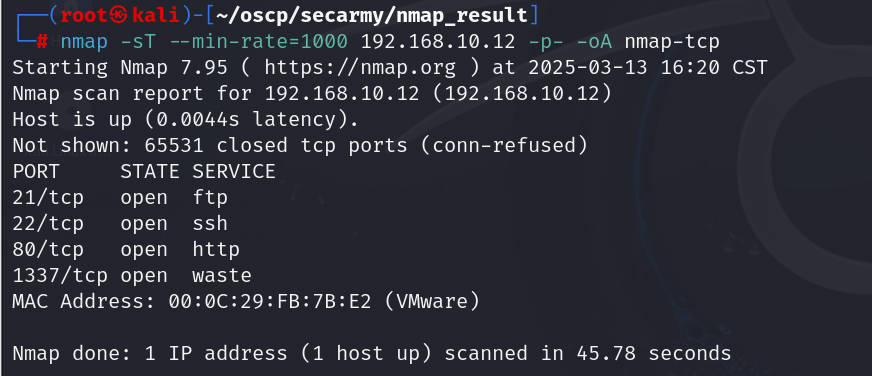 ┌──(root㉿kali)-[~/oscp/secarmy/nmap_result]
└─# nmap -sT --min-rate=1000 192.168.10.12 -p- -oA nmap-tcp
Starting Nmap 7.95 ( https://nmap.org ) at 2025-03-13 16:20 CST
Nmap scan report for 192.168.10.12 (192.168.10.12)
Host is up (0.0044s latency).
Not shown: 65531 closed tcp ports (conn-refused)
PORT     STATE SERVICE
21/tcp   open  ftp
22/tcp   open  ssh
80/tcp   open  http
1337/tcp open  waste
MAC Address: 00:0C:29:FB:7B:E2 (VMware)
Nmap done: 1 IP address (1 host up) scanned in 45.78 seconds